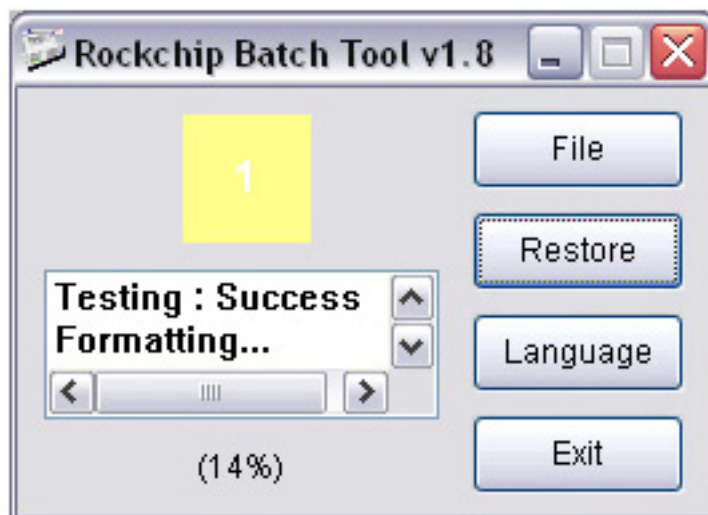 Rockchip Batch Tool v1.8
1
File
Restore
Testing : Success
Formatting...
Language
(14%)
Exit